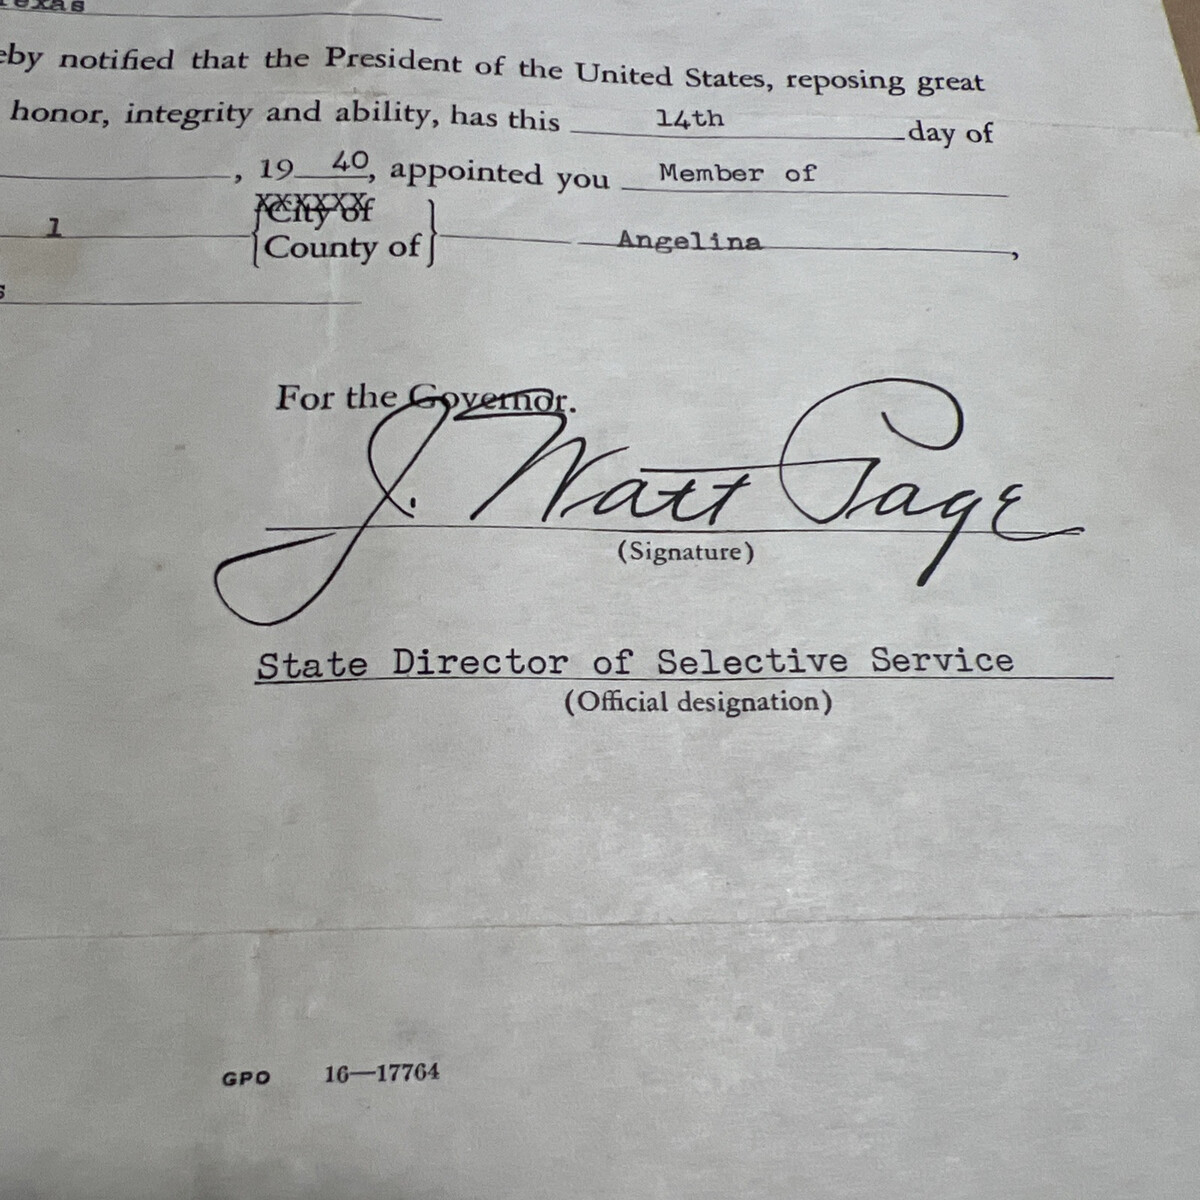 Texas
eby notified that the President of the United States, reposing great
honor, integrity and ability, has this 14th day of
, 19 40, appointed you Member of
1 {City of
County of} Angelina,
s
For the Governor.
J. Watt Page
(Signature)
State Director of Selective Service
(Official designation)
GPO 16—17764